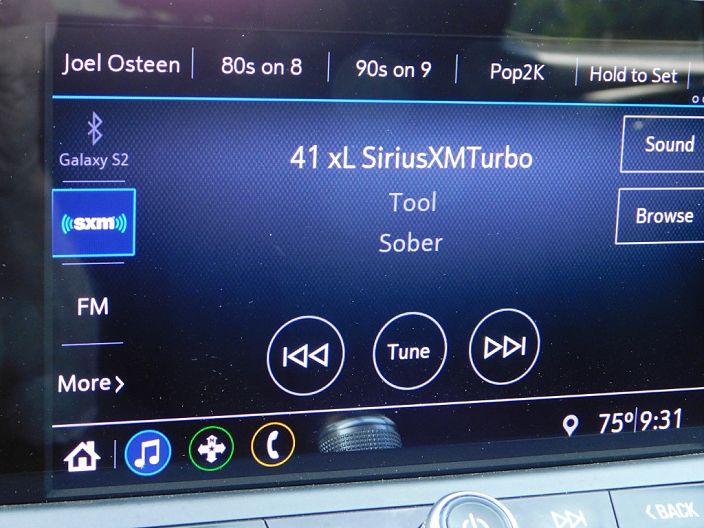 Joel Osteen 80s on 8 90s on 9 Pop2K Hold to Set
Galaxy S2
41 xL SiriusXMTurbo
Sound
Tool
Browse
((sxm))
Sober
FM
Tune
More>
75º 9:31
<BACK